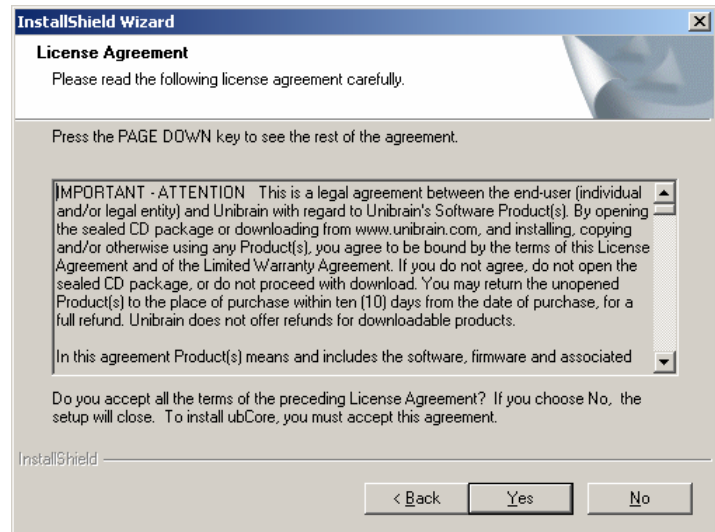 InstallShield Wizard
License Agreement
Please read the following license agreement carefully.
Press the PAGE DOWN key to see the rest of the agreement.
IMPORTANT - ATTENTION   This is a legal agreement between the end-user (individual
and/or legal entity) and Unibrain with regard to Unibrain's Software Product(s). By opening
the sealed CD package or downloading from www.unibrain.com, and installing, copying
and/or otherwise using any Product(s), you agree to be bound by the terms of this License
Agreement and of the Limited Warranty Agreement. If you do not agree, do not open the
sealed CD package, or do not proceed with download. You may return the unopened
Product(s) to the place of purchase within ten (10) days from the date of purchase, for a
full refund. Unibrain does not offer refunds for downloadable products.
In this agreement Product(s) means and includes the software, firmware and associated
Do you accept all the terms of the preceding License Agreement?  If you choose No,  the
setup will close.  To install ubCore, you must accept this agreement.
InstallShield
< Back
Yes
No